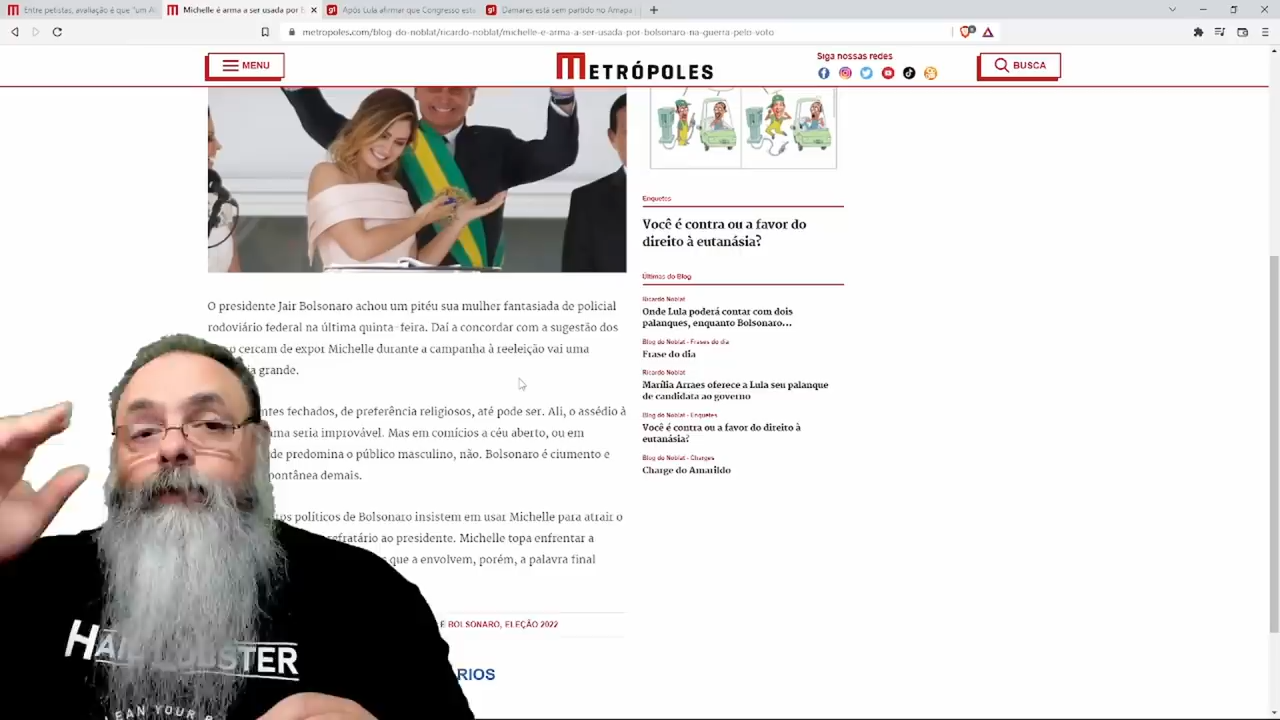 Entre petistas, avaliação é que "um Al
Michelle é arma a ser usada por B
Após Lula afirmar que Congresso est
Damares está sem partido no Amapá
metropoles.com/blog-do-noblat/ricardo-noblat/michelle-e-arma-a-ser-usada-por-bolsonaro-na-guerra-pelo-voto
MENU
METRÓPOLES
Siga nossas redes
BUSCA
O presidente Jair Bolsonaro achou um pitéu sua mulher fantasiada de policial
rodoviário federal na última quinta-feira. Daí a concordar com a sugestão dos
o cercam de expor Michelle durante a campanha à reeleição vai uma
ia grande.
ntes fechados, de preferência religiosos, até pode ser. Ali, o assédio à
ama seria improvável. Mas em comícios a céu aberto, ou em
de predomina o público masculino, não. Bolsonaro é ciumento e
pontânea demais.
ros políticos de Bolsonaro insistem em usar Michelle para atrair o
refratário ao presidente. Michelle topa enfrentar a
s que a envolvem, porém, a palavra final
E BOLSONARO, ELEÇÃO 2022
RIOS
Enquetes
Você é contra ou a favor do
direito à eutanásia?
Últimas do Blog
Ricardo Noblat
Onde Lula poderá contar com dois
palanques, enquanto Bolsonaro...
Blog do Noblat - Frases do dia
Frase do dia
Ricardo Noblat
Marília Arraes oferece a Lula seu palanque
de candidata ao governo
Blog do Noblat - Enquetes
Você é contra ou a favor do direito à
eutanásia?
Blog do Noblat - Charges
Charge do Amarildo